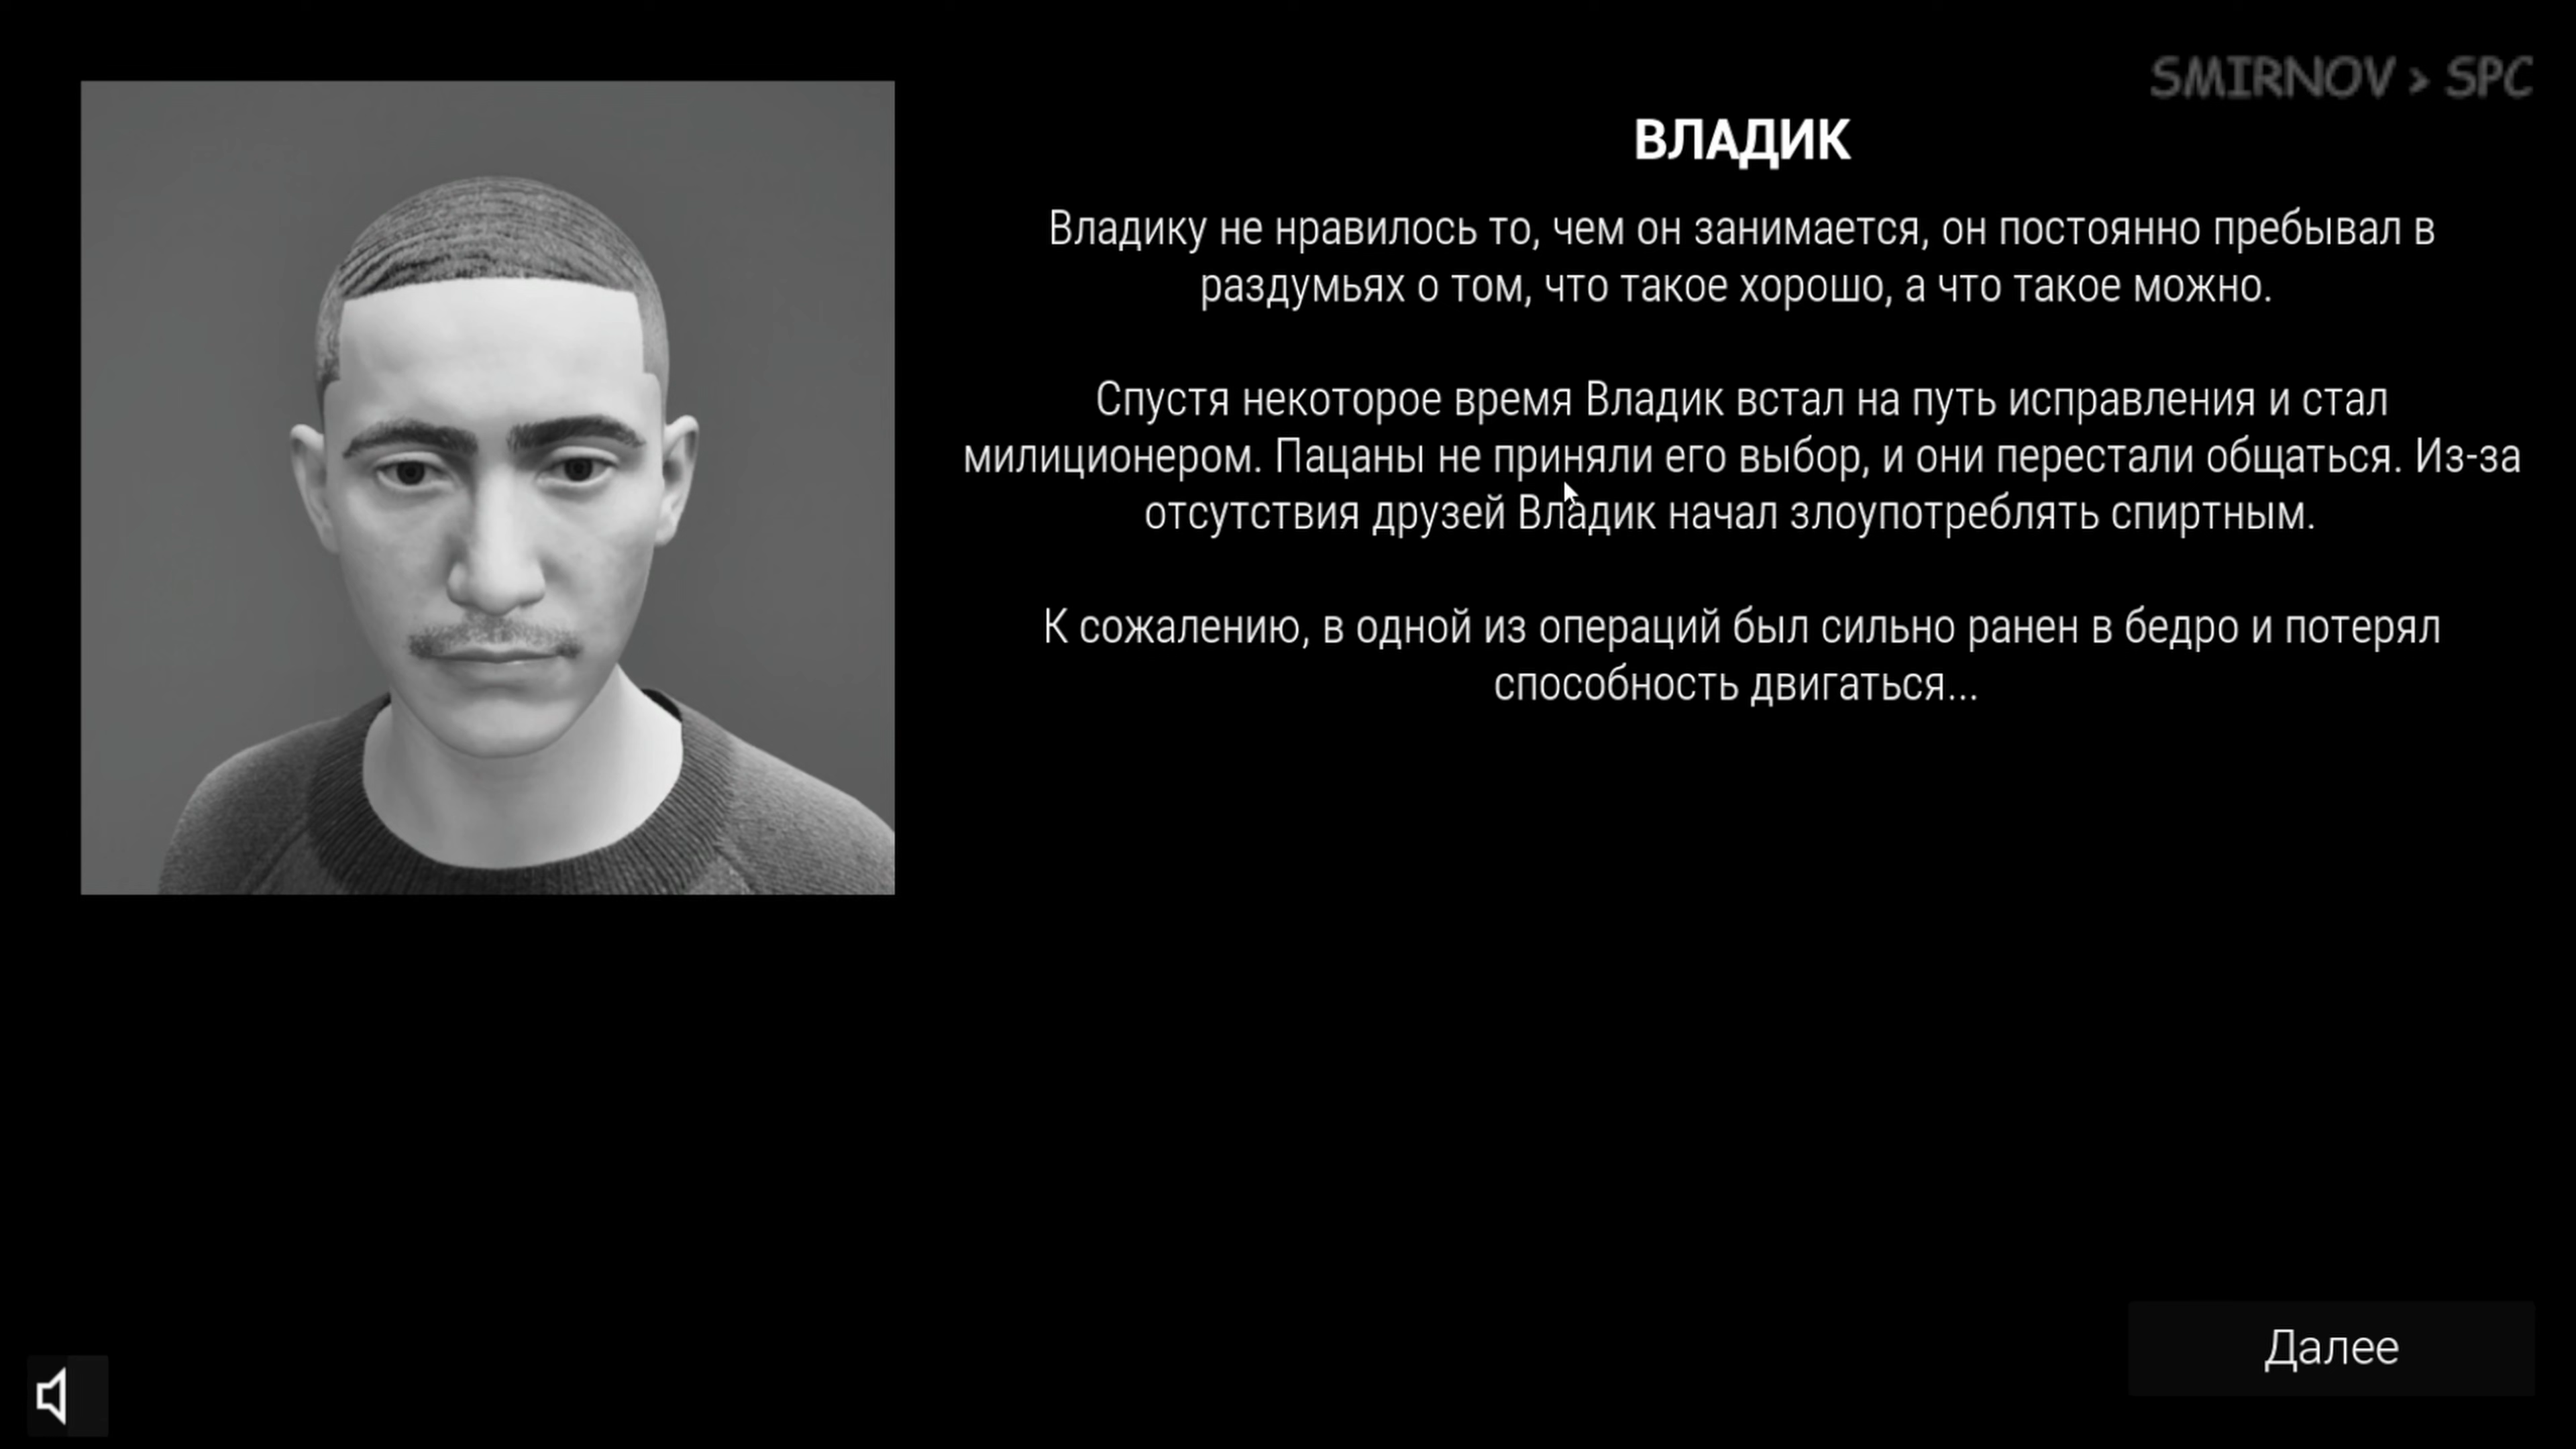 SMIRNOV > SPC
ВЛАДИК
Владику не нравилось то, чем он занимается, он постоянно пребывал в
раздумьях о том, что такое хорошо, а что такое можно.
Спустя некоторое время Владик встал на путь исправления и стал
милиционером. Пацаны не приняли его выбор, и они перестали общаться. Из-за
отсутствия друзей Владик начал злоупотреблять спиртным.
К сожалению, в одной из операций был сильно ранен в бедро и потерял
способность двигаться...
Далее